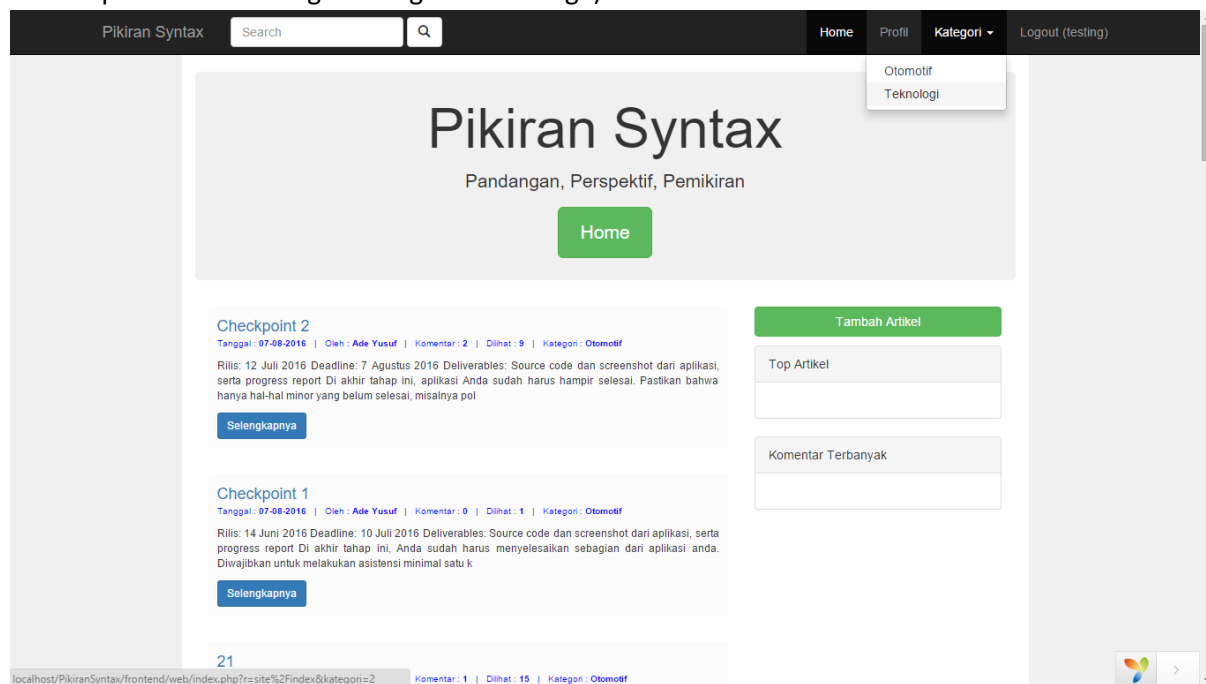 Pikiran Syntax Search Home Profil Kategori Logout (testing)
Otomotif
Teknologi
Pikiran Syntax
Pandangan, Perspektif, Pemikiran
Home
Checkpoint 2
Tanggal : 07-08-2016 | Oleh : Ade Yusuf | Komentar : 2 | Dilihat : 9 | Kategori : Otomotif
Rilis: 12 Juli 2016 Deadline: 7 Agustus 2016 Deliverables: Source code dan screenshot dari aplikasi,
serta progress report Di akhir tahap ini, aplikasi Anda sudah harus hampir selesai. Pastikan bahwa
hanya hal-hal minor yang belum selesai, misalnya pol
Selengkapnya
Checkpoint 1
Tanggal : 07-08-2016 | Oleh : Ade Yusuf | Komentar : 0 | Dilihat : 1 | Kategori : Otomotif
Rilis: 14 Juni 2016 Deadline: 10 Juli 2016 Deliverables: Source code dan screenshot dari aplikasi, serta
progress report Di akhir tahap ini, Anda sudah harus menyelesaikan sebagian dari aplikasi anda.
Diwajibkan untuk melakukan asistensi minimal satu k
Selengkapnya
21
Komentar : 1 | Dilihat : 15 | Kategori : Otomotif
Tambah Artikel
Top Artikel
Komentar Terbanyak
localhost/PikiranSyntax/frontend/web/index.php?r=site%2Findex&kategori=2